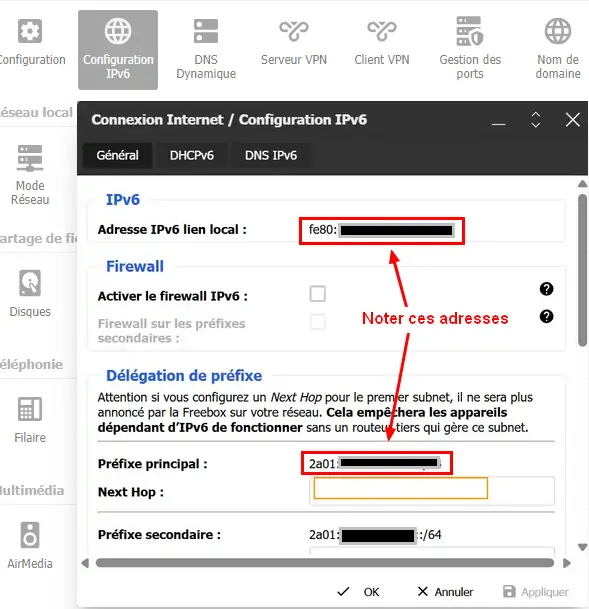 Configuration
Configuration
IPv6
DNS
Dynamique
Serveur VPN
Client VPN
Gestion des
ports
Nom de
domaine
éseau local
Connexion Internet / Configuration IPv6
Général
DHCPv6
DNS IPv6
Mode
Réseau
IPv6
Adresse IPv6 lien local :
fe80:
artage de fi
Firewall
Activer le firewall IPv6 :
Noter ces adresses
Firewall sur les préfixes
secondaires :
Disques
éléphonie
Délégation de préfixe
Attention si vous configurez un Next Hop pour le premier subnet, il ne sera plus
annoncé par la Freebox sur votre réseau. Cela empêchera les appareils
dépendant d'IPv6 de fonctionner sans un routeur tiers qui gère ce subnet.
Filaire
Préfixe principal :
2a01:
Next Hop :
ultimédia
Préfixe secondaire :
2a01:
::/64
AirMedia
OK
Annuler
Appliquer